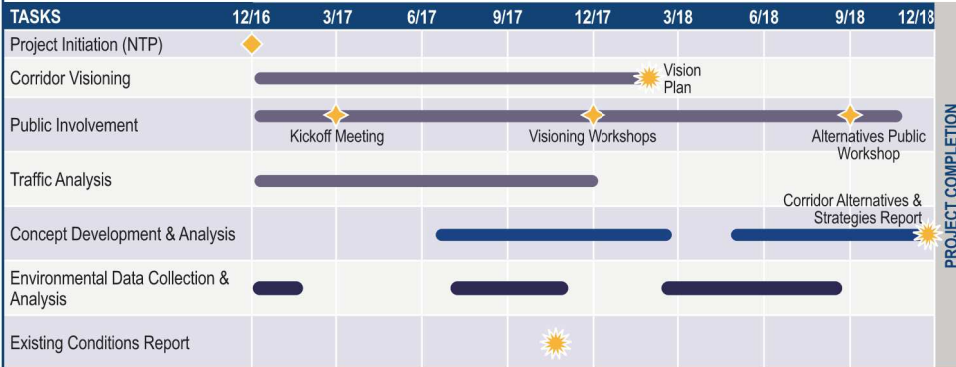 TASKS 12/16 3/17 6/17 9/17 12/17 3/18 6/18 9/18 12/18
Project Initiation (NTP)
Corridor Visioning
Vision
Plan
Public Involvement
Kickoff Meeting
Visioning Workshops
Alternatives Public
Workshop
Traffic Analysis
Corridor Alternatives &
Strategies Report
Concept Development & Analysis
Environmental Data Collection &
Analysis
Existing Conditions Report
PROJECT COMPLETION